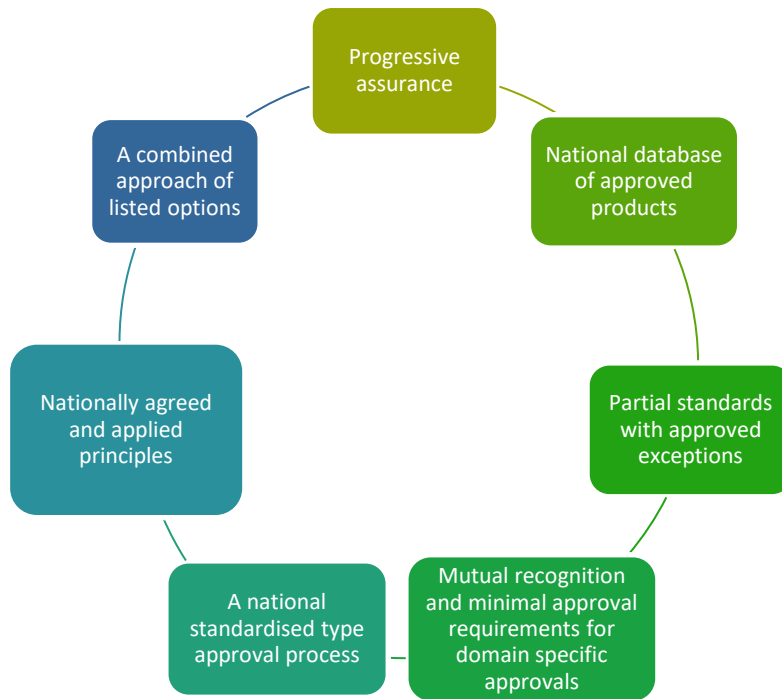 Progressive
assurance
National database
of approved
products
Partial standards
with approved
exceptions
Mutual recognition
and minimal approval
requirements for
domain specific
approvals
A national
standardised type
approval process
Nationally agreed
and applied
principles
A combined
approach of
listed options